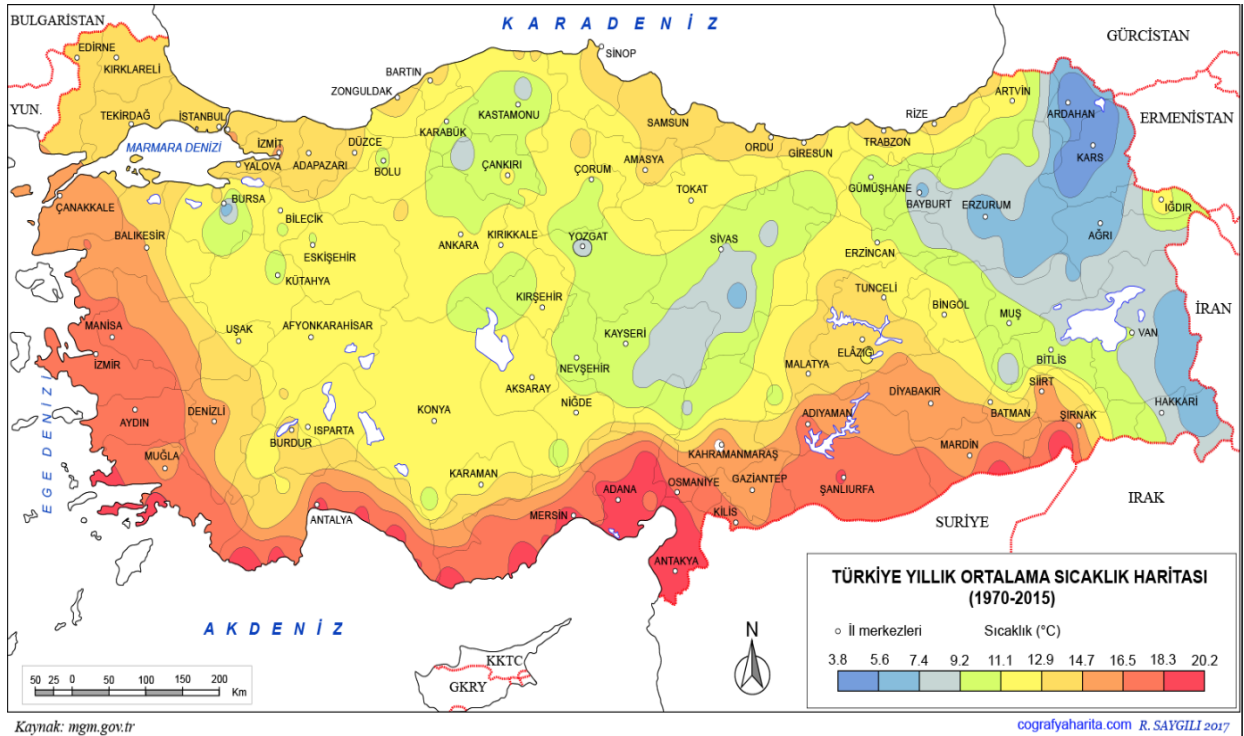 BULGARİSTAN
K A R A D E N İ Z
GÜRCİSTAN
EDİRNE
KIRKLARELİ
SİNOP
BARTIN
ZONGULDAK
ARTVİN
YUN.
TEKİRDAĞ
İSTANBUL
KASTAMONU
KARABÜK
SAMSUN
RİZE
ARDAHAN
ERMENİSTAN
MARMARA DENİZİ
İZMİT
DÜZCE
ORDU
GİRESUN
TRABZON
KARS
YALOVA
ADAPAZARI
BOLU
ÇANKIRI
ÇORUM
AMASYA
TOKAT
GÜMÜŞHANE
BAYBURT
ERZURUM
IĞDIR
ÇANAKKALE
BURSA
BİLECİK
BALIKESİR
ESKİŞEHİR
ANKARA
KIRIKKALE
YOZGAT
SİVAS
ERZİNCAN
AĞRI
KÜTAHYA
TUNCELİ
KIRŞEHİR
BİNGÖL
MUŞ
İRAN
MANİSA
UŞAK
AFYONKARAHİSAR
KAYSERİ
VAN
İZMİR
NEVŞEHİR
ELÂZIĞ
BİTLİS
MALATYA
AKSARAY
DİYABAKIR
SİİRT
EGE DENİZİ
AYDIN
DENİZLİ
KONYA
NİĞDE
ADIYAMAN
BATMAN
ŞIRNAK
HAKKARİ
BURDUR
ISPARTA
MUĞLA
KARAMAN
KAHRAMANMARAŞ
MARDİN
OSMANİYE
GAZİANTEP
ŞANLIURFA
ADANA
ANTALYA
MERSİN
KİLİS
SURİYE
IRAK
ANTAKYA
TÜRKİYE YILLIK ORTALAMA SICAKLIK HARİTASI
(1970-2015)
A K D E N İ Z
N
İl merkezleri
Sıcaklık (°C)
3.8 5.6 7.4 9.2 11.1 12.9 14.7 16.5 18.3 20.2
KKTC
GKRY
50 25 0 50 100 150 200
Km
Kaynak: mgm.gov.tr
cografyaharita.com R. SAYGILI 2017